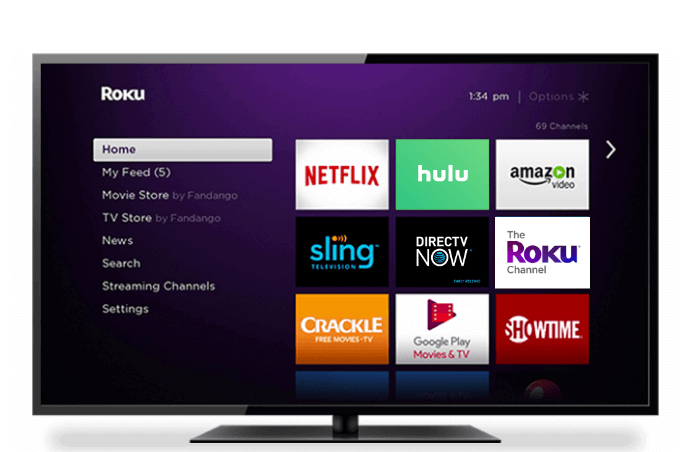 Roku
1:34 pm | Options ✳
69 Channels
Home
My Feed (5)
Movie Store by Fandango
TV Store by Fandango
News
Search
Streaming Channels
Settings
NETFLIX
hulu
amazon
video
sling
TELEVISION
DIRECTV
NOW
The
Roku
Channel
CRACKLE
FREE MOVIES + TV
Google Play
Movies & TV
SHOWTIME